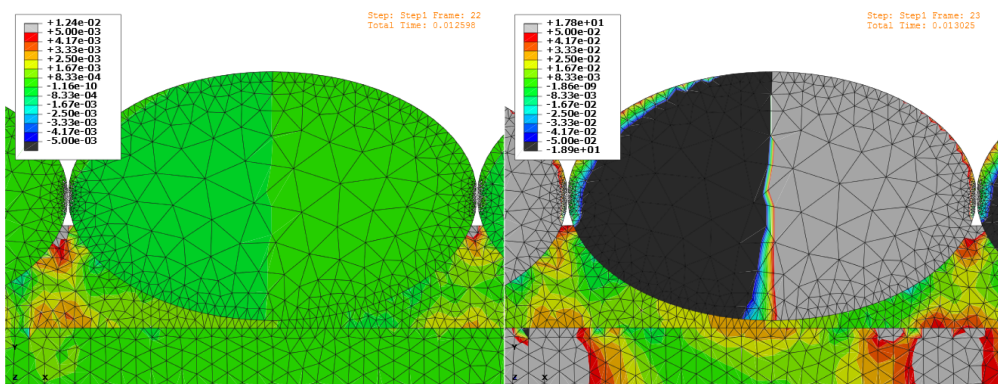 +1.24e-02
+5.00e-03
+4.17e-03
+3.33e-03
+2.50e-03
+1.67e-03
+8.33e-04
-1.16e-10
-8.33e-04
-1.67e-03
-2.50e-03
-3.33e-03
-4.17e-03
-5.00e-03
Step: Step1 Frame: 22
Total Time: 0.012598
Y
Z X
+1.78e+01
+5.00e-02
+4.17e-02
+3.33e-02
+2.50e-02
+1.67e-02
+8.33e-03
-1.86e-09
-8.33e-03
-1.67e-02
-2.50e-02
-3.33e-02
-4.17e-02
-5.00e-02
-1.89e+01
Step: Step1 Frame: 23
Total Time: 0.013025
Y
Z X